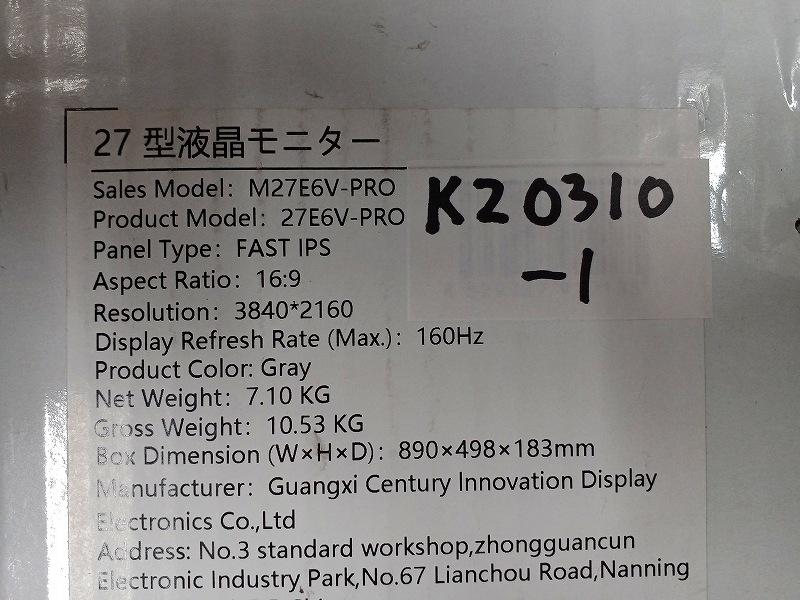 27 型液晶モニター
Sales Model: M27E6V-PRO
Product Model: 27E6V-PRO
K20310
-1
Panel Type: FAST IPS
Aspect Ratio: 16:9
Resolution: 3840*2160
Display Refresh Rate (Max.): 160Hz
Product Color: Gray
Net Weight: 7.10 KG
Gross Weight: 10.53 KG
Box Dimension (W×H×D): 890×498×183mm
Manufacturer: Guangxi Century Innovation Display
Electronics Co.,Ltd
Address: No.3 standard workshop,zhongguancun
Electronic Industry Park,No.67 Lianchou Road,Nanning